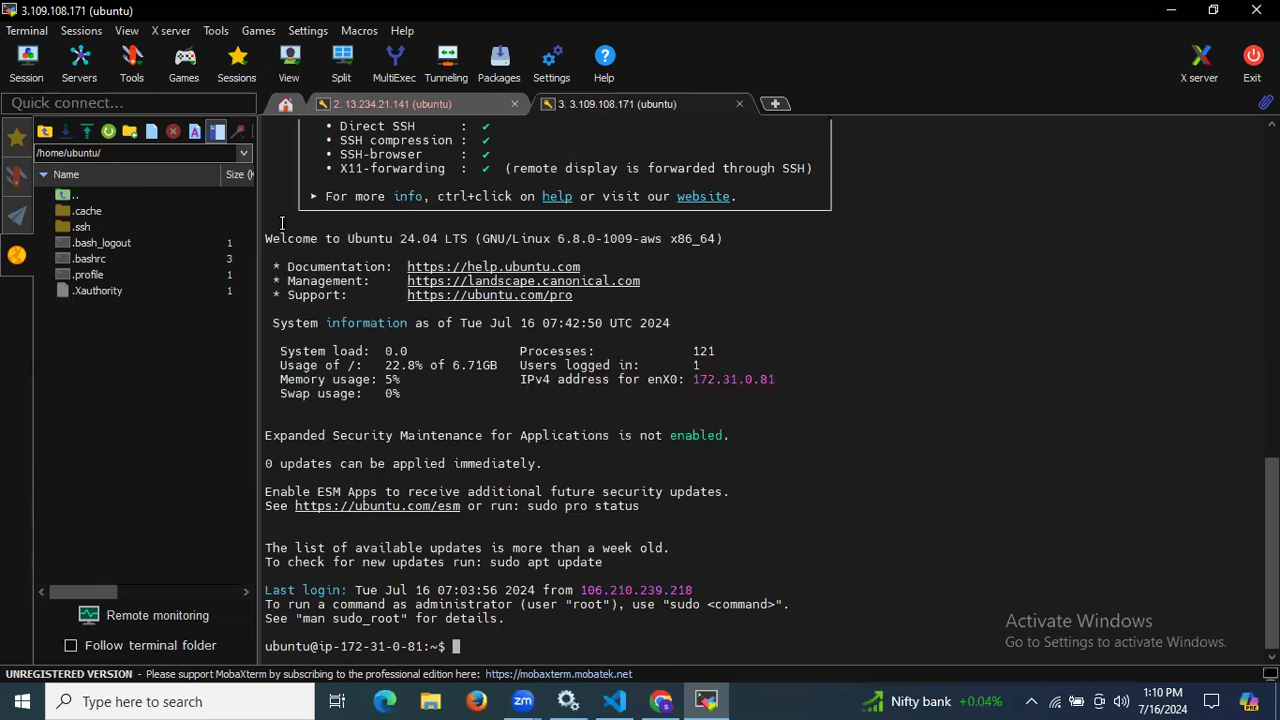 3.109.108.171 (ubuntu)
Terminal Sessions View X server Tools Games Settings Macros Help
Session Servers Tools Games Sessions View Split MultiExec Tunneling Packages Settings Help X server Exit
Quick connect...
2. 13.234.21.141 (ubuntu)
3. 3.109.108.171 (ubuntu)
/home/ubuntu/
Name Size (
..
.cache
.ssh
.bash_logout 1
.bashrc 3
.profile 1
.Xauthority 1
Remote monitoring
Follow terminal folder
• Direct SSH : ✔
• SSH compression : ✔
• SSH-browser : ✔
• X11-forwarding : ✔ (remote display is forwarded through SSH)
➤ For more info, ctrl+click on help or visit our website.
Welcome to Ubuntu 24.04 LTS (GNU/Linux 6.8.0-1009-aws x86_64)
* Documentation: https://help.ubuntu.com
* Management: https://landscape.canonical.com
* Support: https://ubuntu.com/pro
System information as of Tue Jul 16 07:42:50 UTC 2024
System load: 0.0 Processes: 121
Usage of /: 22.8% of 6.71GB Users logged in: 1
Memory usage: 5% IPv4 address for enX0: 172.31.0.81
Swap usage: 0%
Expanded Security Maintenance for Applications is not enabled.
0 updates can be applied immediately.
Enable ESM Apps to receive additional future security updates.
See https://ubuntu.com/esm or run: sudo pro status
The list of available updates is more than a week old.
To check for new updates run: sudo apt update
Last login: Tue Jul 16 07:03:56 2024 from 106.210.239.218
To run a command as administrator (user "root"), use "sudo <command>".
See "man sudo_root" for details.
ubuntu@ip-172-31-0-81:~$
Activate Windows
Go to Settings to activate Windows.
UNREGISTERED VERSION - Please support MobaXterm by subscribing to the professional edition here: https://mobaxterm.mobatek.net
Type here to search
zm
Nifty bank +0.04%
1:10 PM
7/16/2024
PRE